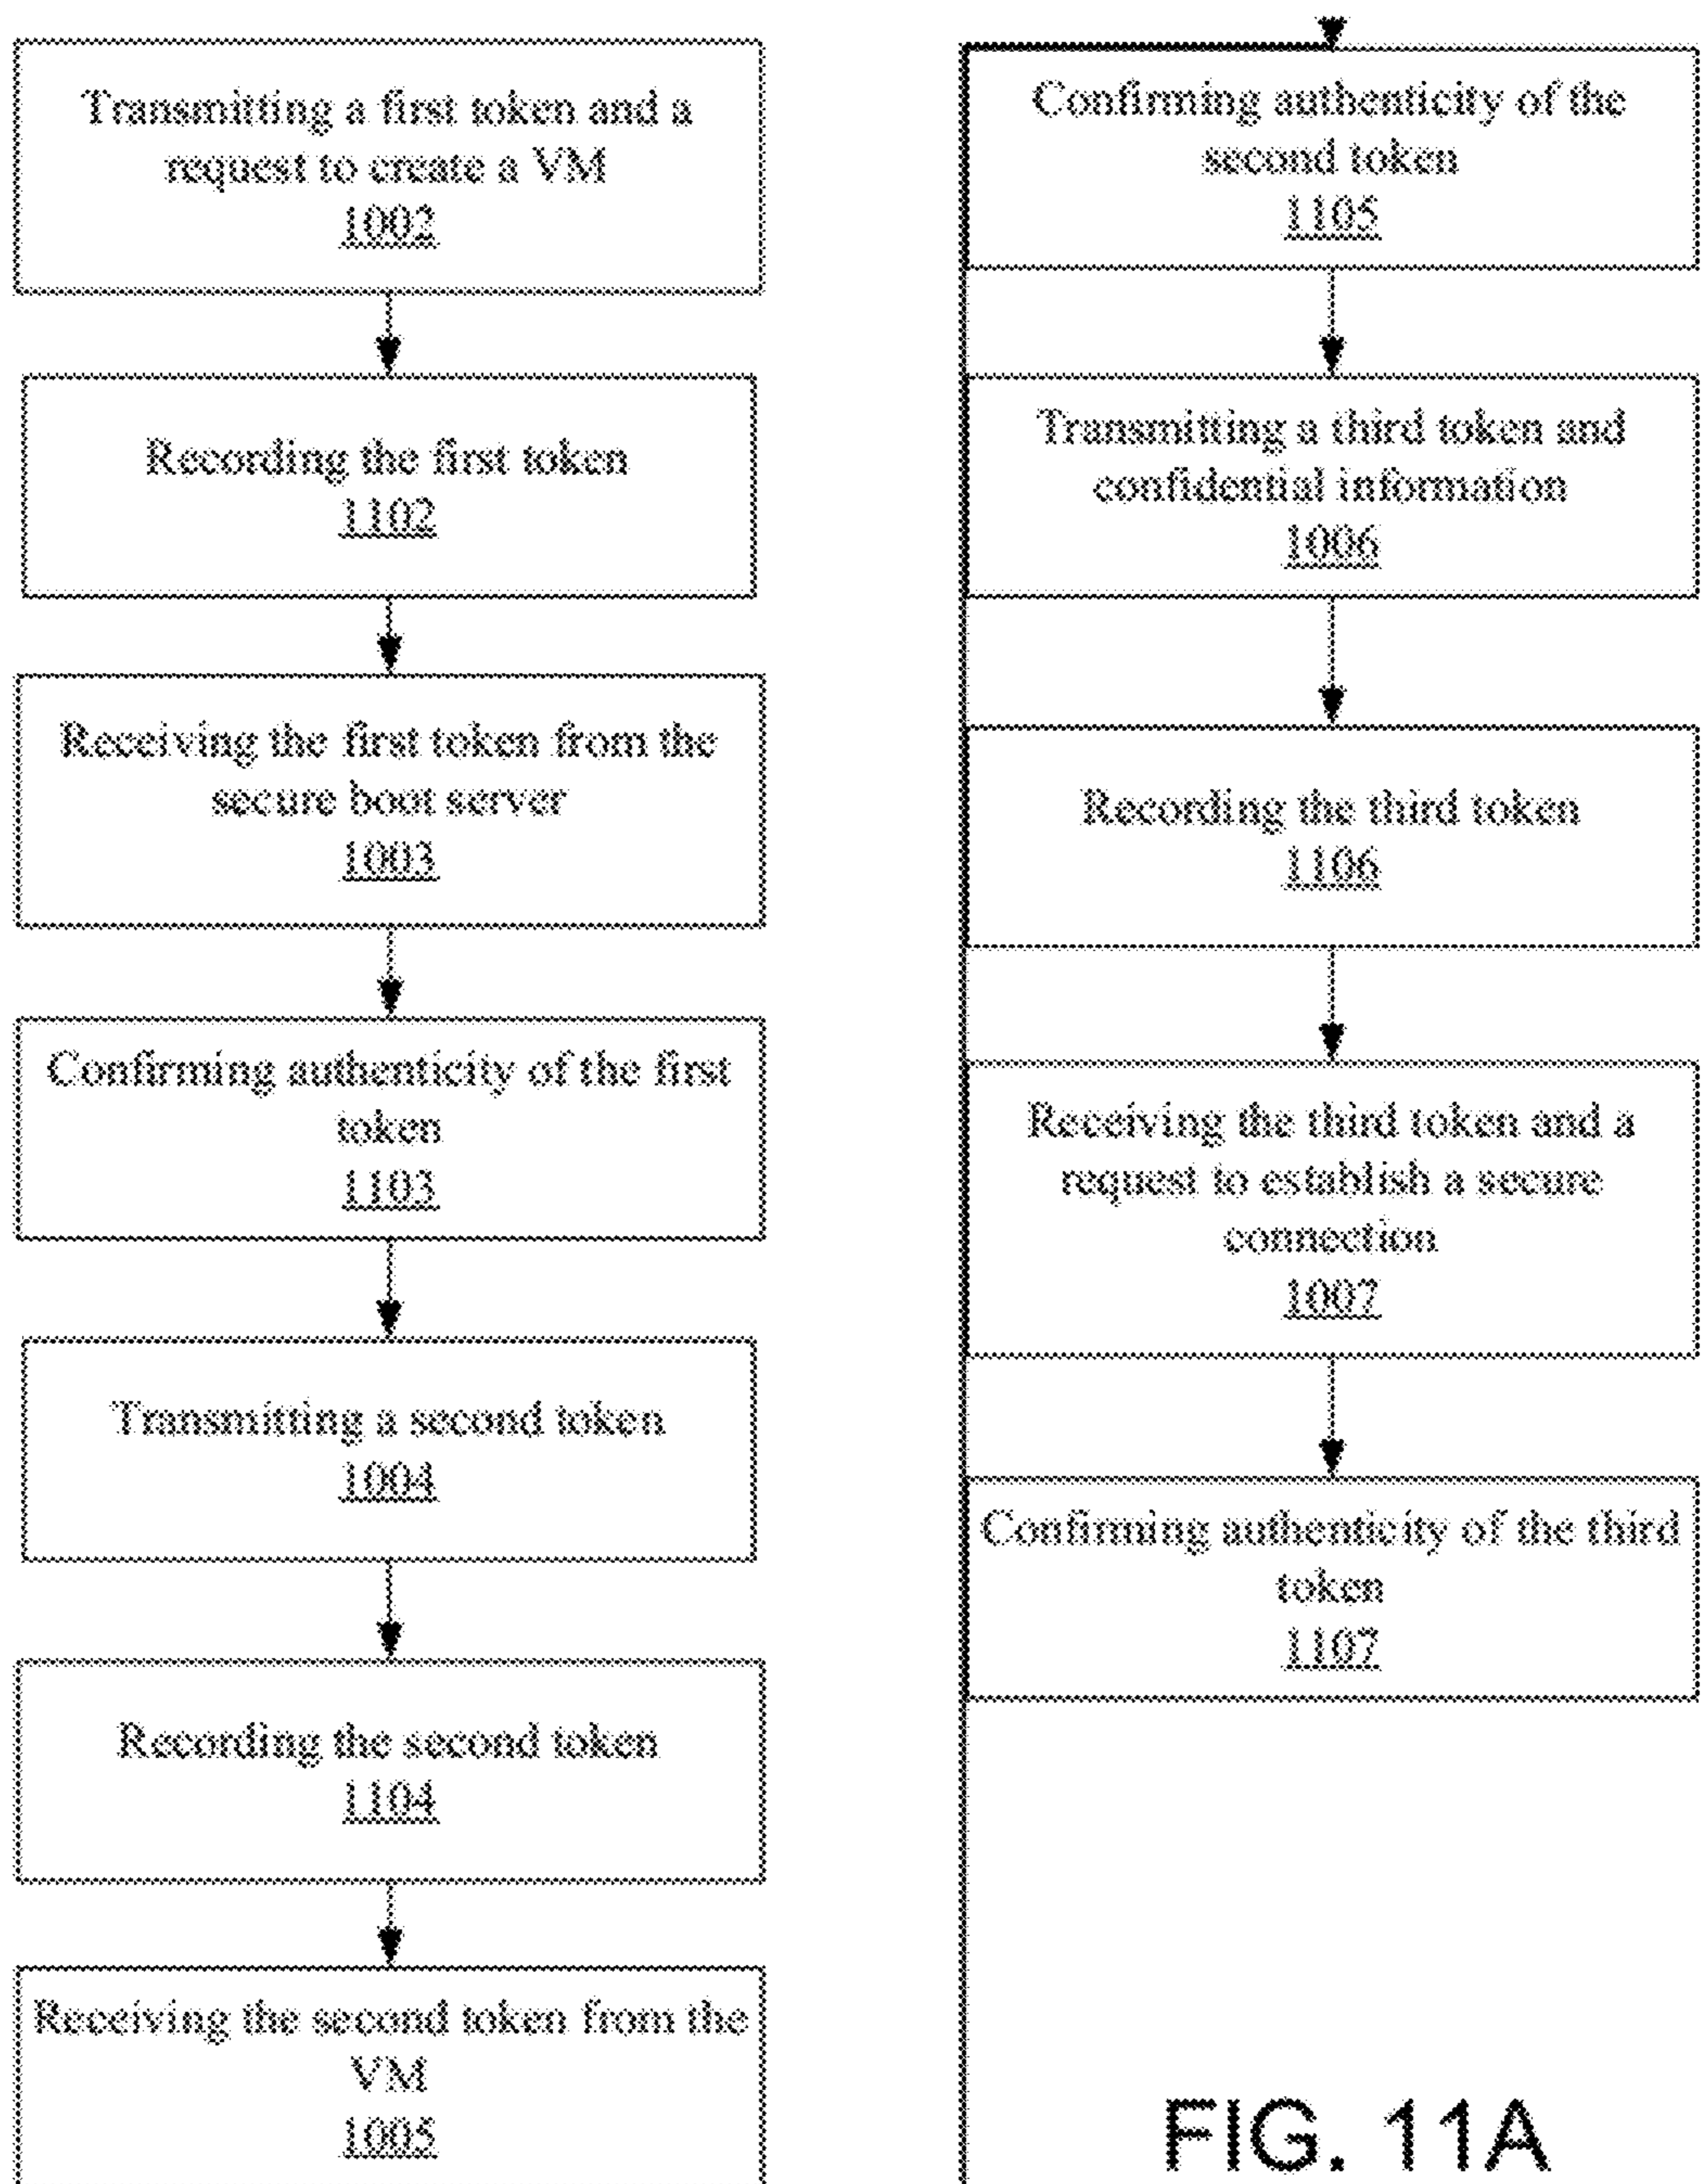 Transmitting a first token and a
request to create a VM
1002
Recording the first token
1102
Receiving the first token from the
secure boot server
1003
Confirming authenticity of the first
token
1103
Transmitting a second token
1004
Recording the second token
1104
Receiving the second token from the
VM
1005
Confirming authenticity of the
second token
1105
Transmitting a third token and
confidential information
1006
Recording the third token
1106
Receiving the third token and a
request to establish a secure
connection
1007
Confirming authenticity of the third
token
1107
FIG. 11A